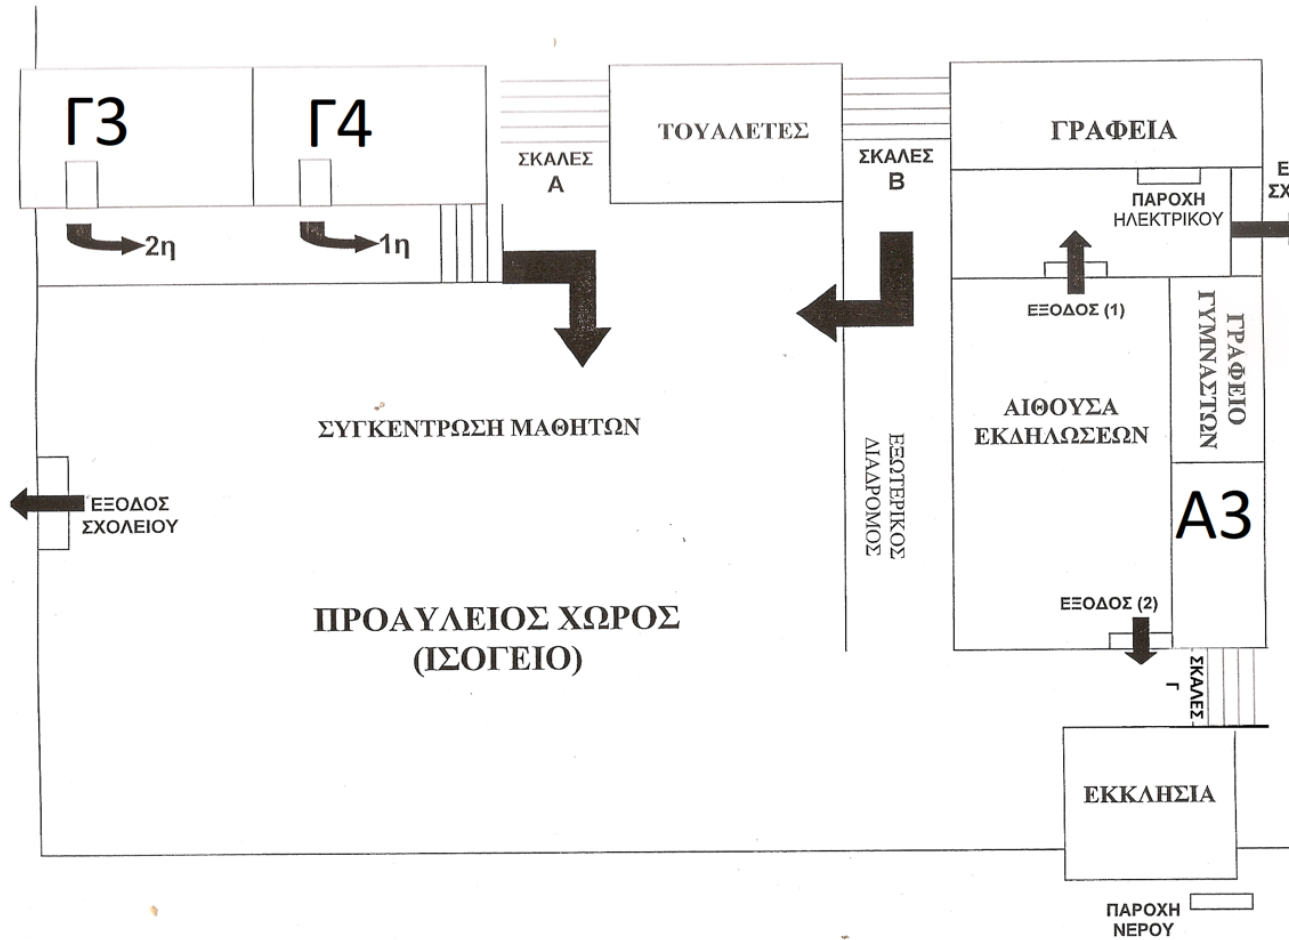 Γ3
Γ4
ΣΚΑΛΕΣ
Α
ΤΟΥΑΛΕΤΕΣ
ΣΚΑΛΕΣ
Β
ΓΡΑΦΕΙΑ
ΠΑΡΟΧΗ
ΗΛΕΚΤΡΙΚΟΥ
2η
1η
ΕΞΟΔΟΣ (1)
ΓΡΑΦΕΙΟ
ΓΥΜΝΑΣΤΩΝ
ΑΙΘΟΥΣΑ
ΕΚΔΗΛΩΣΕΩΝ
ΣΥΓΚΕΝΤΡΩΣΗ ΜΑΘΗΤΩΝ
ΕΞΩΤΕΡΙΚΟΣ
ΔΙΑΔΡΟΜΟΣ
ΕΞΟΔΟΣ
ΣΧΟΛΕΙΟΥ
Α3
ΕΞΟΔΟΣ (2)
ΠΡΟΑΥΛΕΙΟΣ ΧΩΡΟΣ
(ΙΣΟΓΕΙΟ)
ΣΚΑΛΕΣ
Γ
ΕΚΚΛΗΣΙΑ
ΠΑΡΟΧΗ
ΝΕΡΟΥ